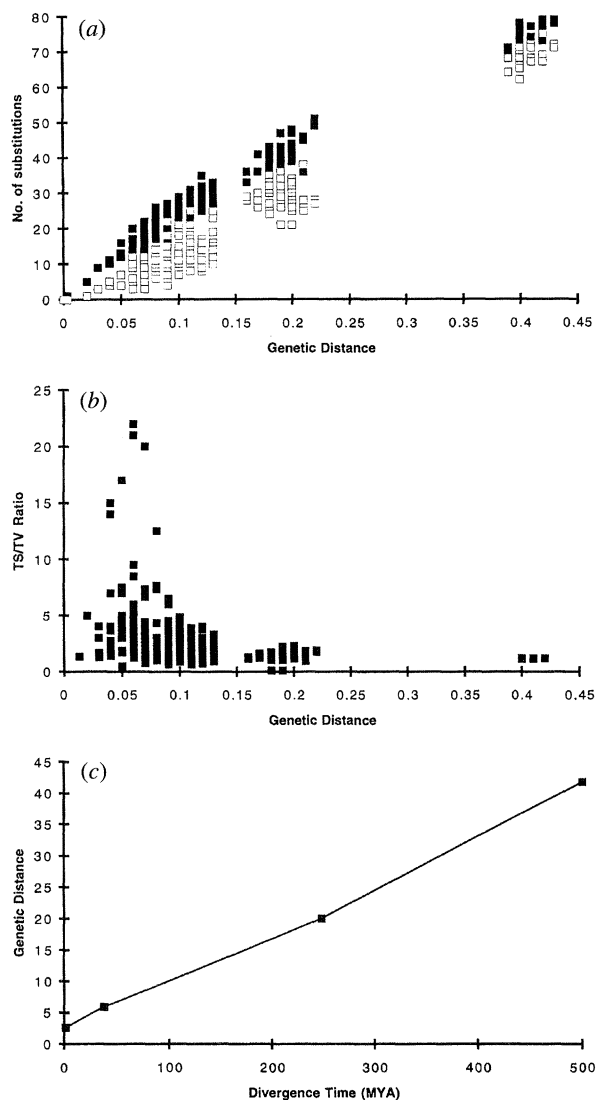 (a)
80
70
60
50
40
30
20
10
0
No. of substitutions
0 0.05 0.1 0.15 0.2 0.25 0.3 0.35 0.4 0.45
Genetic Distance
(b)
25
20
15
10
5
0
TS/TV Ratio
0 0.05 0.1 0.15 0.2 0.25 0.3 0.35 0.4 0.45
Genetic Distance
(c)
45
40
35
30
25
20
15
10
5
0
Genetic Distance
0 100 200 300 400 500
Divergence Time (MYA)